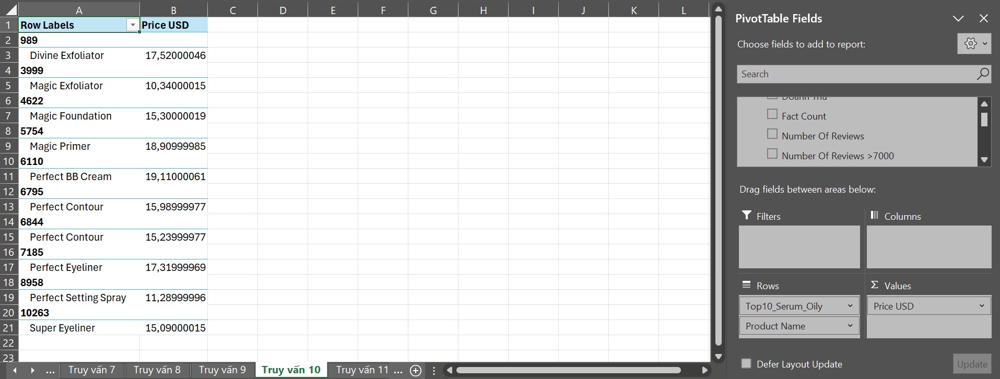 A B C D E F G H I J K L
1 Row Labels Price USD
2 989
3 Divine Exfoliator 17,52000046
4 3999
5 Magic Exfoliator 10,34000015
6 4622
7 Magic Foundation 15,30000019
8 5754
9 Magic Primer 18,90999985
10 6110
11 Perfect BB Cream 19,11000061
12 6795
13 Perfect Contour 15,98999977
14 6844
15 Perfect Contour 15,23999977
16 7185
17 Perfect Eyeliner 17,31999969
18 8958
19 Perfect Setting Spray 11,28999996
20 10263
21 Super Eyeliner 15,09000015
22
23
... Truy vấn 7 Truy vấn 8 Truy vấn 9 Truy vấn 10 Truy vấn 11 ...
PivotTable Fields
Choose fields to add to report:
Search
Doanh Thu
Fact Count
Number Of Reviews
Number Of Reviews >7000
Drag fields between areas below:
Filters
Columns
Rows
Σ Values
Top10_Serum_Oily
Price USD
Product Name
Defer Layout Update
Update